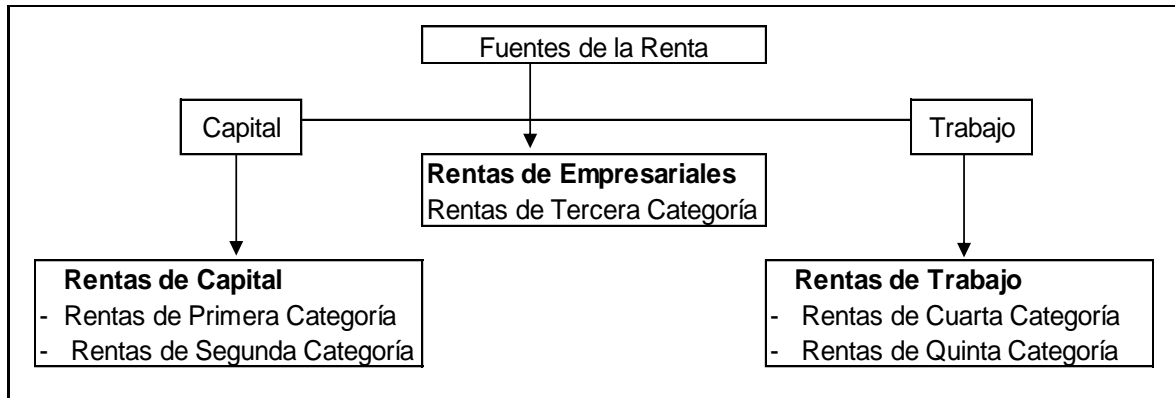 Fuentes de la Renta
Capital
Trabajo
Rentas de Empresariales
Rentas de Tercera Categoría
Rentas de Capital
- Rentas de Primera Categoría
- Rentas de Segunda Categoría
Rentas de Trabajo
- Rentas de Cuarta Categoría
- Rentas de Quinta Categoría